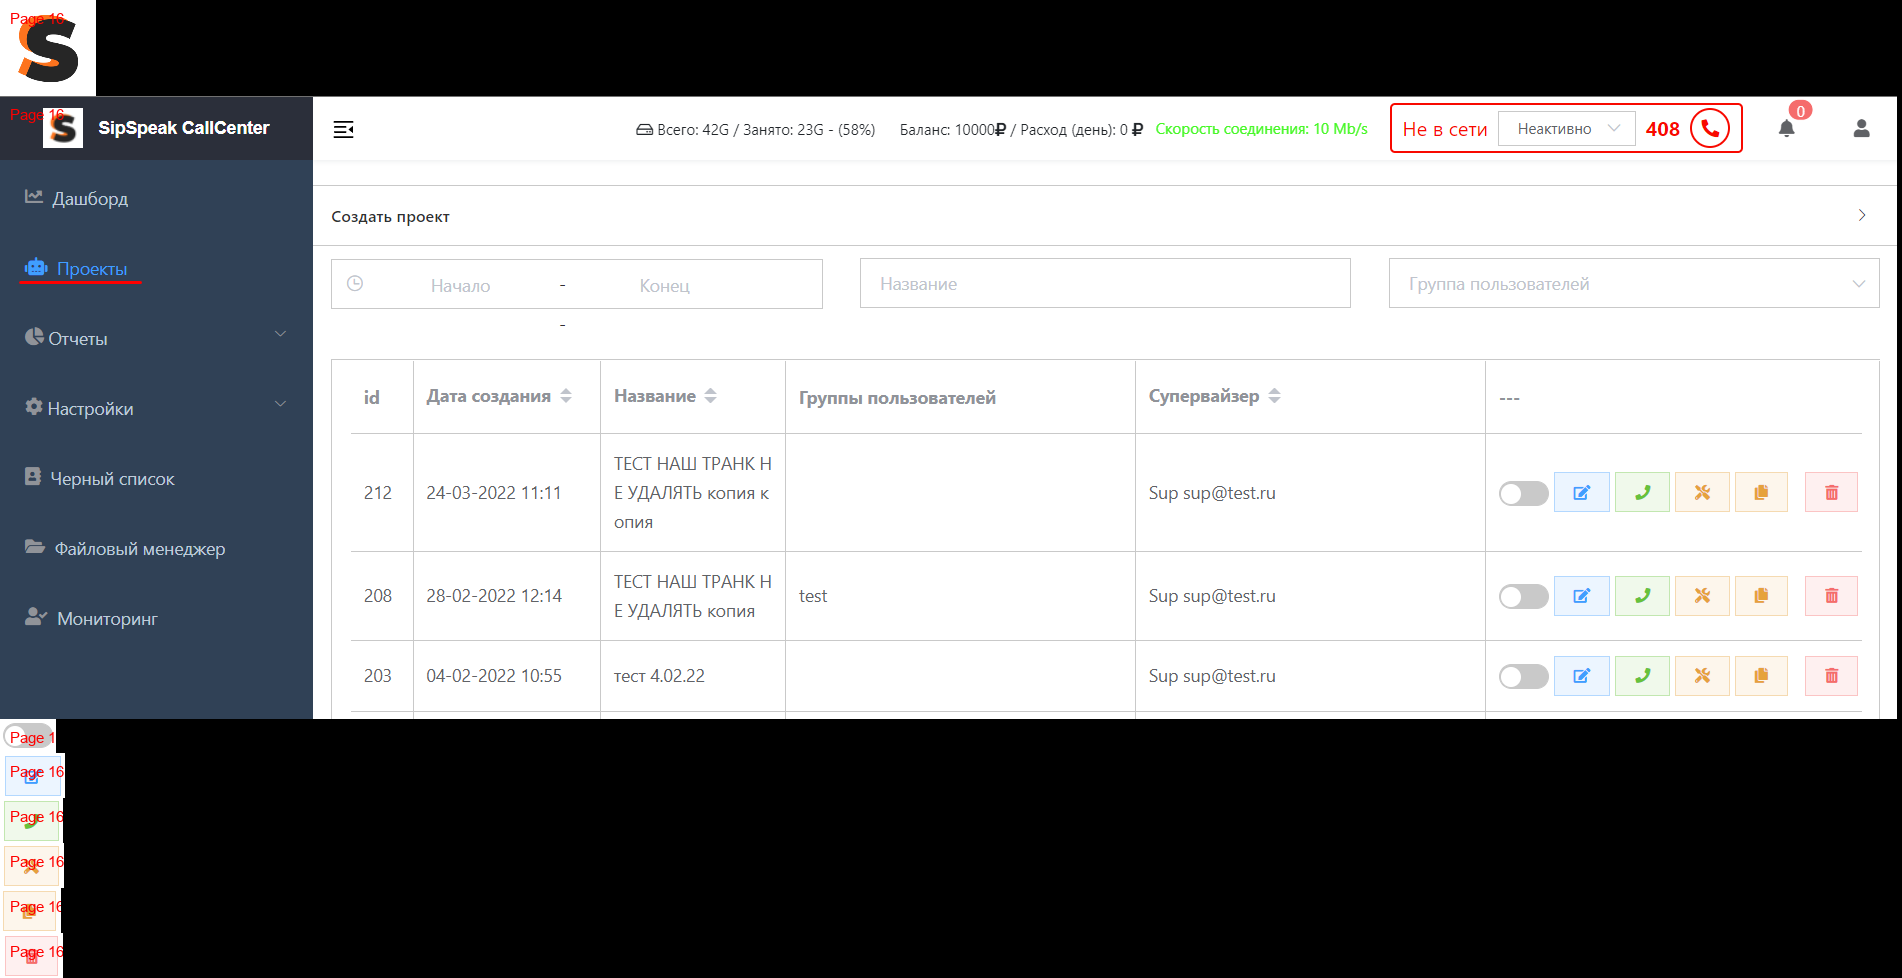 Page 16
Page 16
SipSpeak CallCenter
Всего: 42G / Занято: 23G - (58%)
Баланс: 10000₽ / Расход (день): 0 ₽
Скорость соединения: 10 Mb/s
Не в сети
Неактивно
408
0
Дашборд
Проекты
Отчеты
Настройки
Черный список
Файловый менеджер
Мониторинг
Создать проект
Начало - Конец
Название
Группа пользователей
-
id Дата создания Название Группы пользователей Супервайзер ---
212 24-03-2022 11:11 ТЕСТ НАШ ТРАНК Н
Е УДАЛЯТЬ копия к
опия
Sup sup@test.ru
208 28-02-2022 12:14 ТЕСТ НАШ ТРАНК Н
Е УДАЛЯТЬ копия
test Sup sup@test.ru
203 04-02-2022 10:55 тест 4.02.22 Sup sup@test.ru
Page 1
Page 16
Page 16
Page 16
Page 16
Page 16